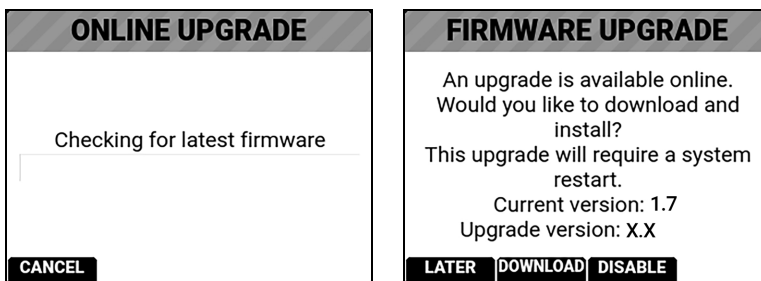 ONLINE UPGRADE
Checking for latest firmware
CANCEL
FIRMWARE UPGRADE
An upgrade is available online.
Would you like to download and
install?
This upgrade will require a system
restart.
Current version: 1.7
Upgrade version: X.X
LATER DOWNLOAD DISABLE